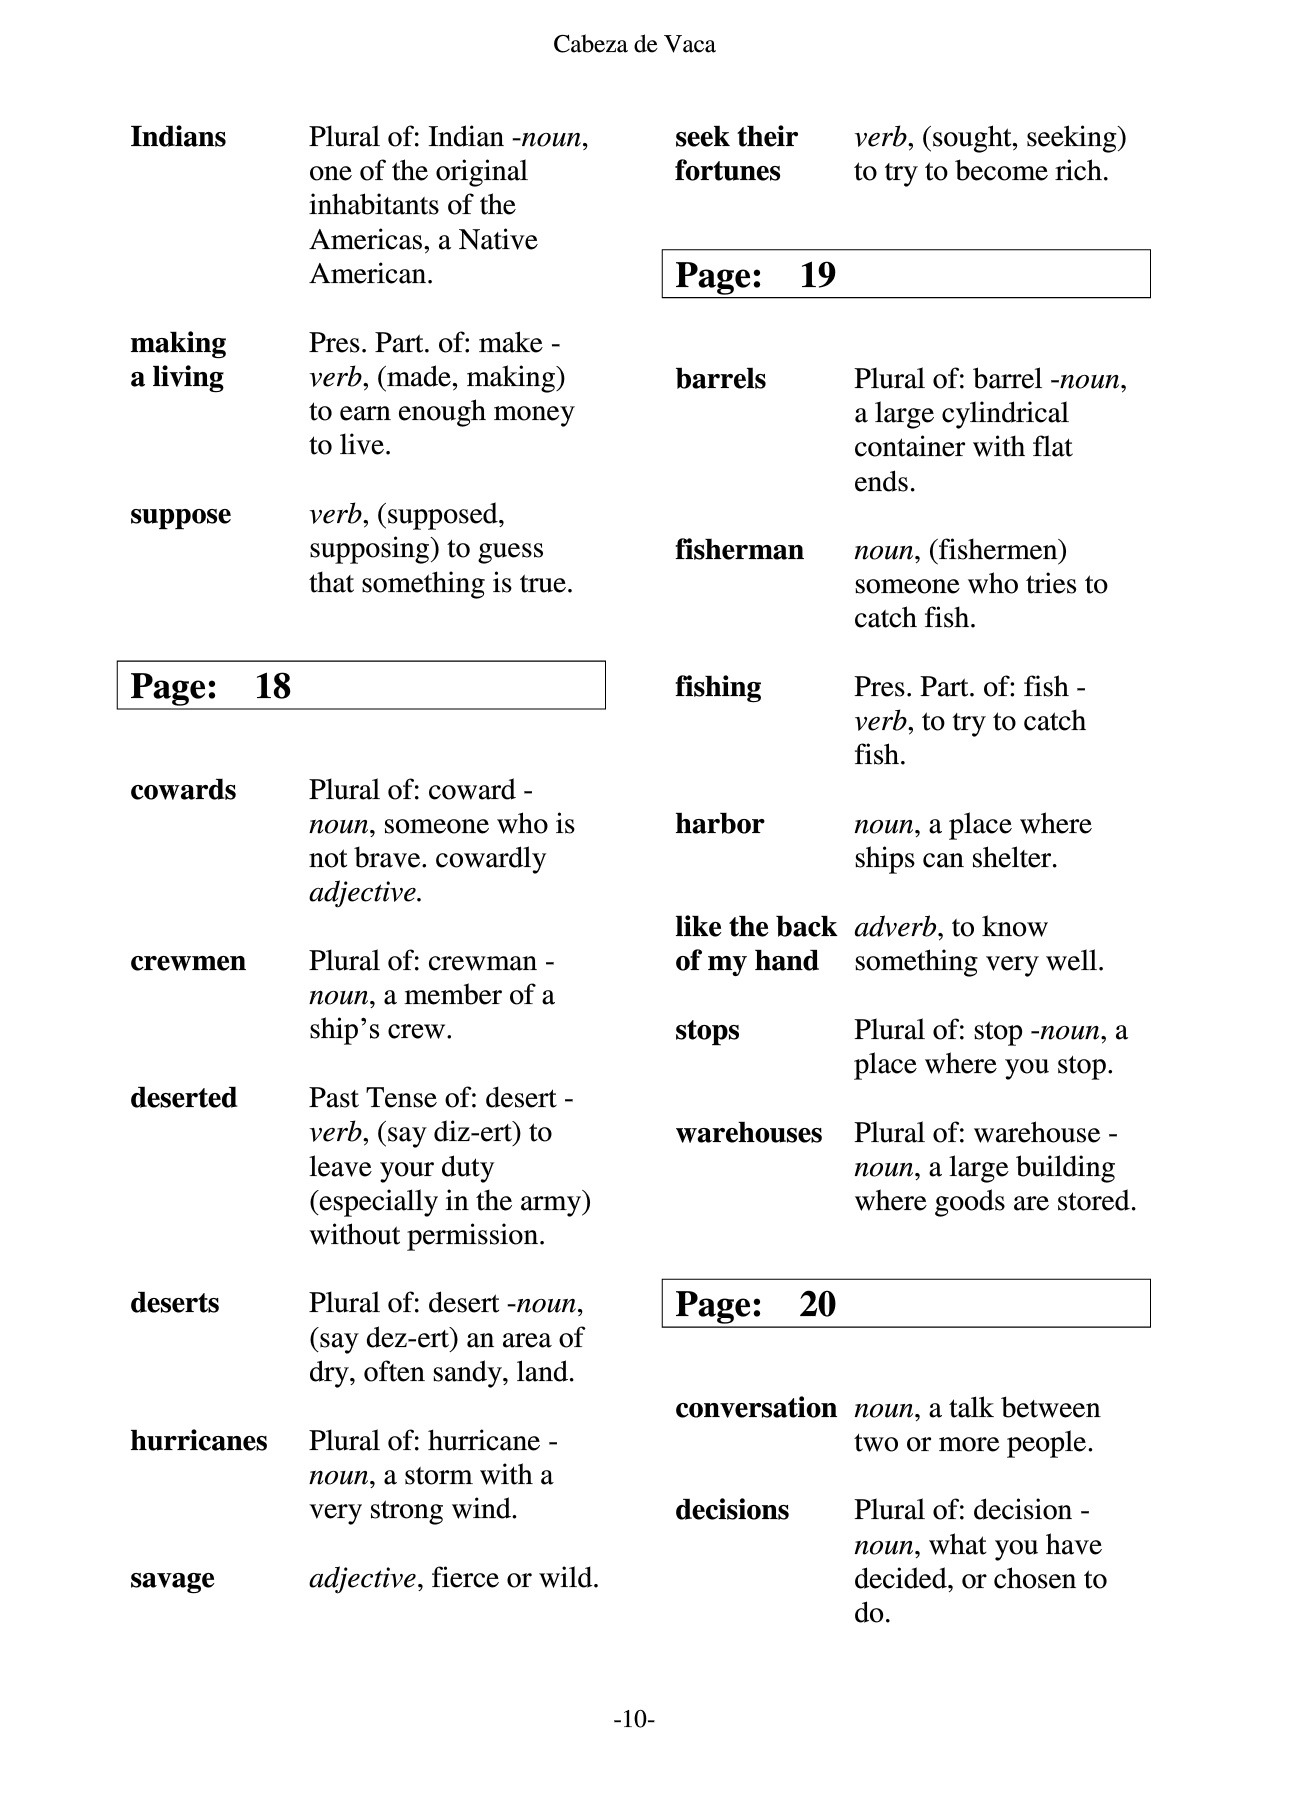 Cabeza de Vaca
Indians Plural of: Indian -noun,
one of the original
inhabitants of the
Americas, a Native
American.
making Pres. Part. of: make -
a living verb, (made, making)
to earn enough money
to live.
suppose verb, (supposed,
supposing) to guess
that something is true.
Page: 18
cowards Plural of: coward -
noun, someone who is
not brave. cowardly
adjective.
crewmen Plural of: crewman -
noun, a member of a
ship’s crew.
deserted Past Tense of: desert -
verb, (say diz-ert) to
leave your duty
(especially in the army)
without permission.
deserts Plural of: desert -noun,
(say dez-ert) an area of
dry, often sandy, land.
hurricanes Plural of: hurricane -
noun, a storm with a
very strong wind.
savage adjective, fierce or wild.
seek their verb, (sought, seeking)
fortunes to try to become rich.
Page: 19
barrels Plural of: barrel -noun,
a large cylindrical
container with flat
ends.
fisherman noun, (fishermen)
someone who tries to
catch fish.
fishing Pres. Part. of: fish -
verb, to try to catch
fish.
harbor noun, a place where
ships can shelter.
like the back adverb, to know
of my hand something very well.
stops Plural of: stop -noun, a
place where you stop.
warehouses Plural of: warehouse -
noun, a large building
where goods are stored.
Page: 20
conversation noun, a talk between
two or more people.
decisions Plural of: decision -
noun, what you have
decided, or chosen to
do.
-10-